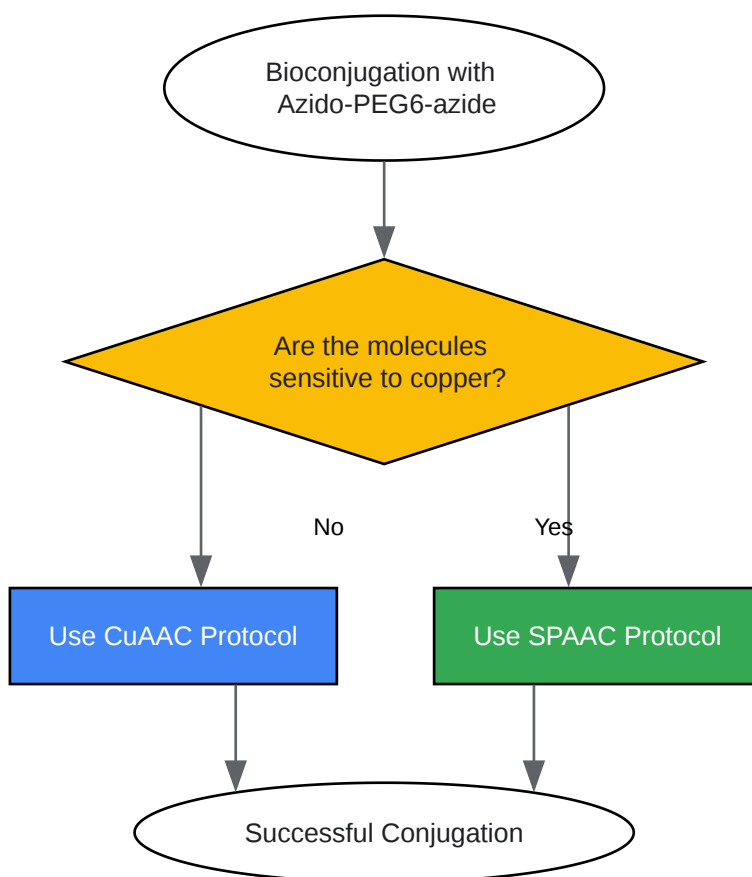 Bioconjugation with
Azido-PEG6-azide
Are the molecules
sensitive to copper?
No
Yes
Use CuAAC Protocol
Use SPAAC Protocol
Successful Conjugation